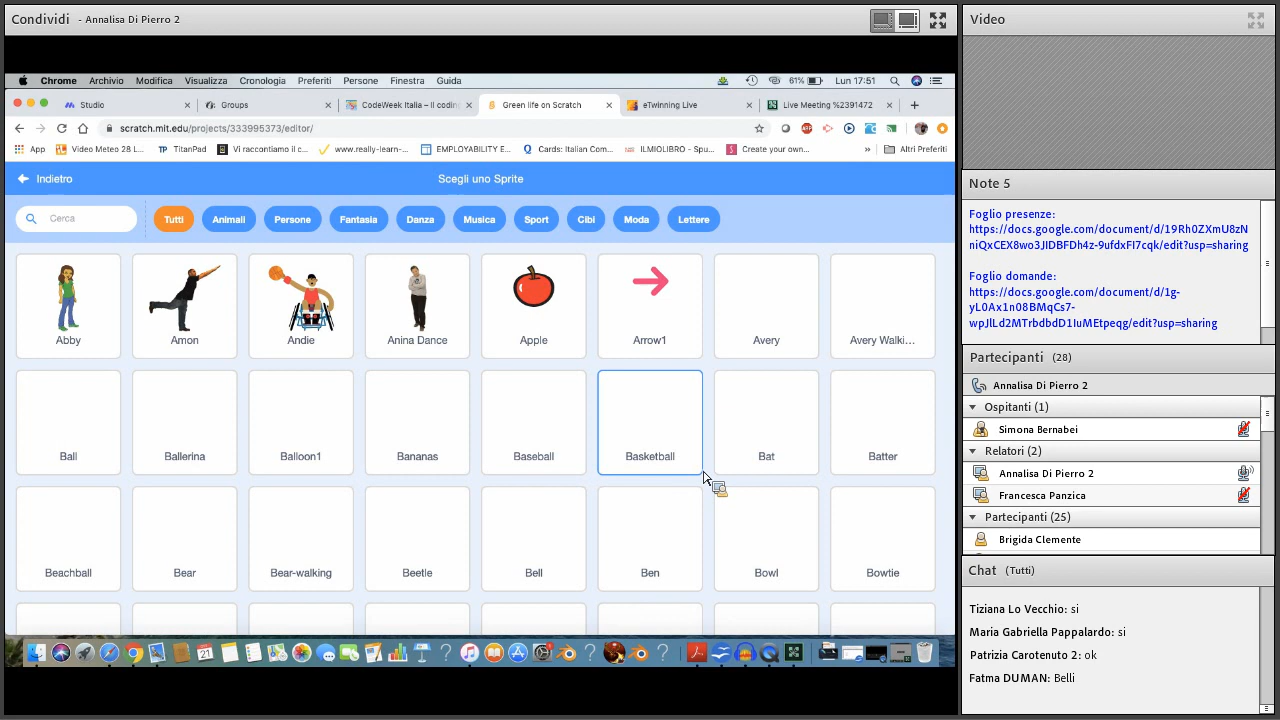 Condividi - Annalisa Di Pierro 2
Chrome Archivio Modifica Visualizza Cronologia Preferiti Persone Finestra Guida 61% Lun 17:51
Studio × Groups × CodeWeek Italia – Il codin × Green life on Scratch × eTwinning Live × Live Meeting %2391472 × +
scratch.mit.edu/projects/333995373/editor/
App Video Meteo 28 L... TP TitanPad Vi raccontiamo il c... www.really-learn-... EMPLOYABILITY E... Cards: Italian Com... ILMIOLIBRO - Spu... Create your own... » Altri Preferiti
Indietro Scegli uno Sprite
Cerca Tutti Animali Persone Fantasia Danza Musica Sport Cibi Moda Lettere
Abby Amon Andie Anina Dance Apple Arrow1 Avery Avery Walki...
Ball Ballerina Balloon1 Bananas Baseball Basketball Bat Batter
Beachball Bear Bear-walking Beetle Bell Ben Bowl Bowtie
Video
Note 5
Foglio presenze:
https://docs.google.com/document/d/19Rh0ZXmU8zN
niQxCEX8wo3JIDBFDh4z-9ufdxFI7cqk/edit?usp=sharing
Foglio domande:
https://docs.google.com/document/d/1g-
yL0Ax1n08BMqCs7-
wpJlLd2MTrbdbdD1IuMEtpeqg/edit?usp=sharing
Partecipanti (28)
Annalisa Di Pierro 2
Ospitanti (1)
Simona Bernabei
Relatori (2)
Annalisa Di Pierro 2
Francesca Panzica
Partecipanti (25)
Brigida Clemente
Chat (Tutti)
Tiziana Lo Vecchio: si
Maria Gabriella Pappalardo: si
Patrizia Carotenuto 2: ok
Fatma DUMAN: Belli